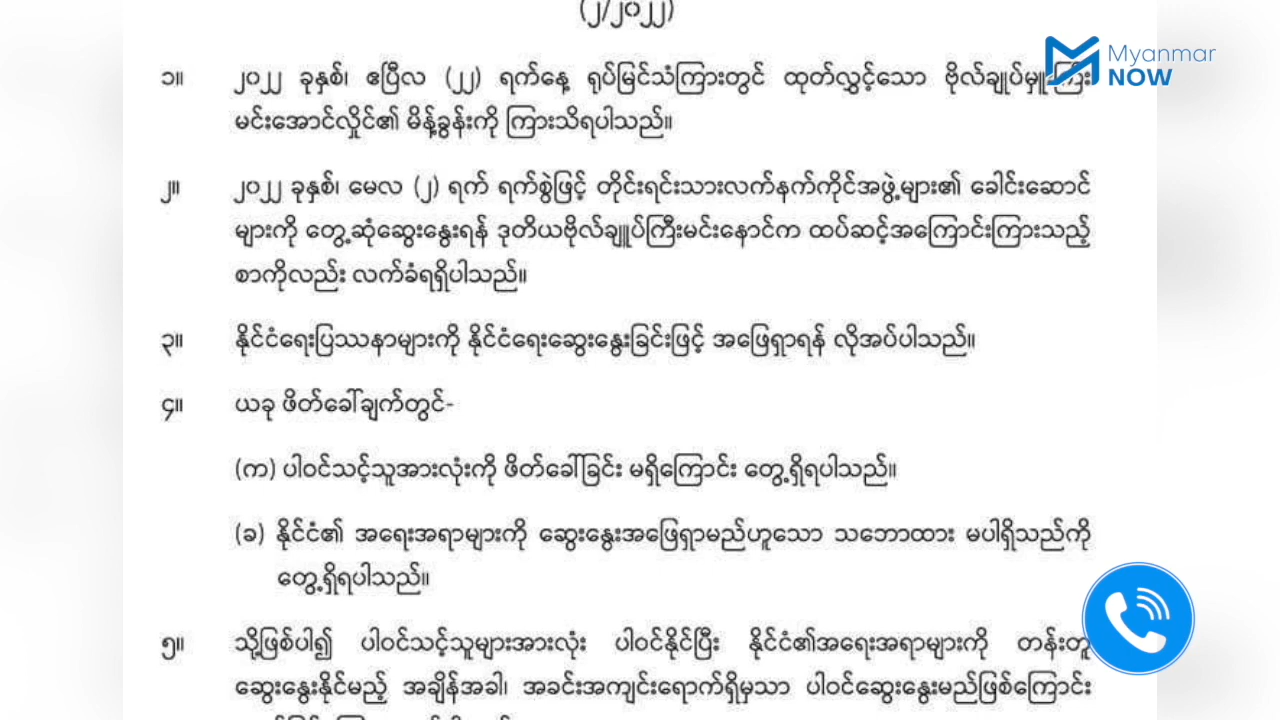 (၂/၂၀၂၂)
Myanmar
NOW
၁။ ၂၀၂၂ ခုနှစ်၊ ဧပြီလ (၂၂) ရက်နေ့ ရုပ်မြင်သံကြားတွင် ထုတ်လွှင့်သော ဗိုလ်ချုပ်မှူးကြီး
မင်းအောင်လှိုင်၏ မိန့်ခွန်းကို ကြားသိရပါသည်။
၂။ ၂၀၂၂ ခုနှစ်၊ မေလ (၂) ရက် ရက်စွဲဖြင့် တိုင်းရင်းသားလက်နက်ကိုင်အဖွဲ့များ၏ ခေါင်းဆောင်
များကို တွေ့ဆုံဆွေးနွေးရန် ဒုတိယဗိုလ်ချူပ်ကြီးမင်းနောင်က ထပ်ဆင့်အကြောင်းကြားသည့်
စာကိုလည်း လက်ခံရရှိပါသည်။
၃။ နိုင်ငံရေးပြဿနာများကို နိုင်ငံရေးဆွေးနွေးခြင်းဖြင့် အဖြေရှာရန် လိုအပ်ပါသည်။
၄။ ယခု ဖိတ်ခေါ်ချက်တွင်-
(က) ပါဝင်သင့်သူအားလုံးကို ဖိတ်ခေါ်ခြင်း မရှိကြောင်း တွေ့ရှိရပါသည်။
(ခ) နိုင်ငံ၏ အရေးအရာများကို ဆွေးနွေးအဖြေရှာမည်ဟူသော သဘောထား မပါရှိသည်ကို
တွေ့ရှိရပါသည်။
၅။ သို့ဖြစ်ပါ၍ ပါဝင်သင့်သူများအားလုံး ပါဝင်နိုင်ပြီး နိုင်ငံ၏အရေးအရာများကို တန်းတူ
ဆွေးနွေးနိုင်မည့် အချိန်အခါ၊ အခင်းအကျင်းရောက်ရှိမှသာ ပါဝင်ဆွေးနွေးမည်ဖြစ်ကြောင်း